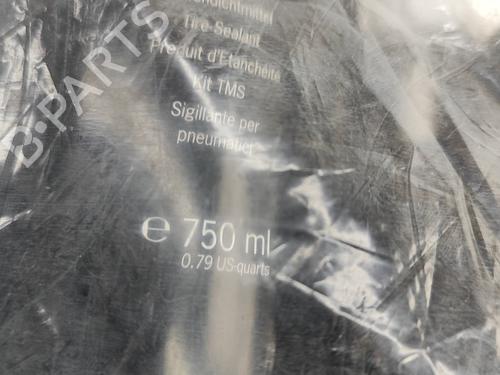 Tire Sealant
Produit d'Etanchéité
Kit TMS
Sigillante per
pneumatici
℮ 750 ml
0.79 US-quarts
B-PARTS